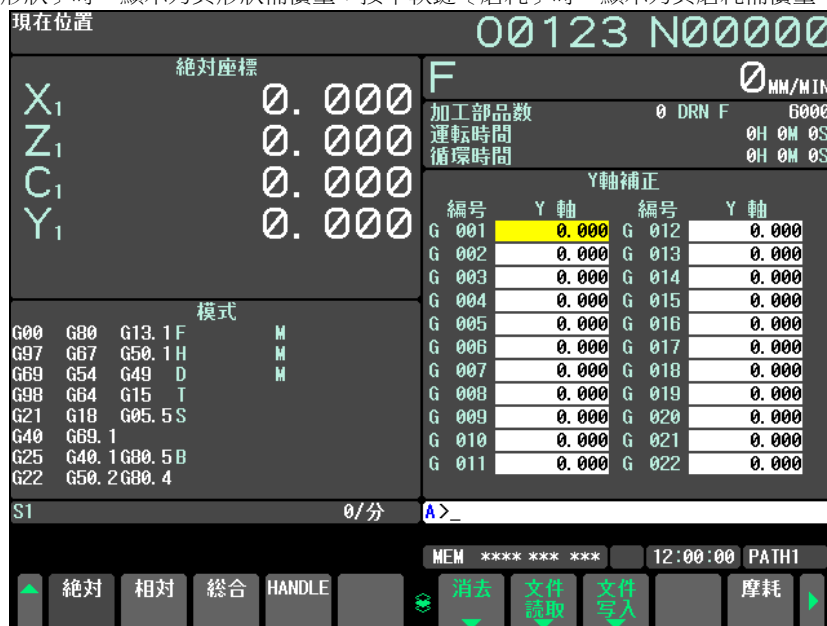 現在位置
O0123 N00000
絶対座標
X1 0. 000
Z1 0. 000
C1 0. 000
Y1 0. 000
F 0 MM/MIN
加工部品数 0 DRN F 6000
運転時間 0H 0M 0S
循環時間 0H 0M 0S
Y軸補正
編号 Y 軸 編号 Y 軸
G 001 0.000 G 012 0.000
G 002 0.000 G 013 0.000
G 003 0.000 G 014 0.000
G 004 0.000 G 015 0.000
G 005 0.000 G 016 0.000
G 006 0.000 G 017 0.000
G 007 0.000 G 018 0.000
G 008 0.000 G 019 0.000
G 009 0.000 G 020 0.000
G 010 0.000 G 021 0.000
G 011 0.000 G 022 0.000
模式
G00 G80 G13.1 F M
G97 G67 G50.1 H M
G69 G54 G49 D M
G98 G64 G15 T
G21 G18 G05.5 S
G40 G69.1
G25 G40.1 G80.5 B
G22 G50.2 G80.4
S1 0/分
A>_
MEM **** *** *** 12:00:00 PATH1
絶対 相対 総合 HANDLE 消去 文件読取 文件写入 摩耗